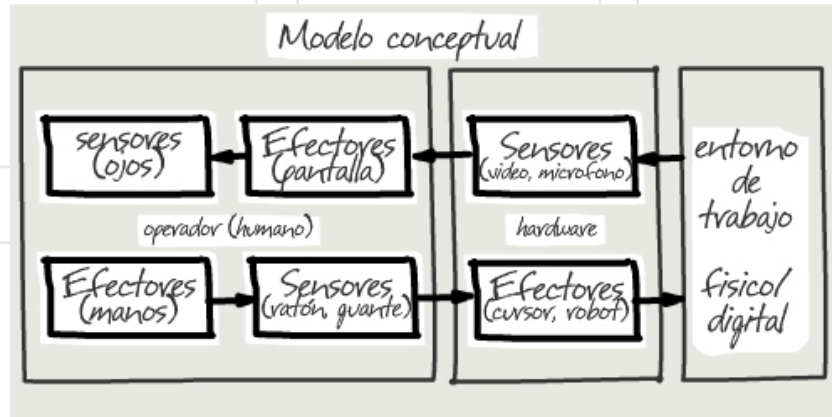 Modelo conceptual
sensores
(ojos)
Efectores
(pantalla)
Sensores
(video, microfono)
entorno
de
trabajo
fisico/
digital
operador (humano)
hardware
Efectores
(manos)
Sensores
(ratón, guante)
Efectores
(cursor, robot)